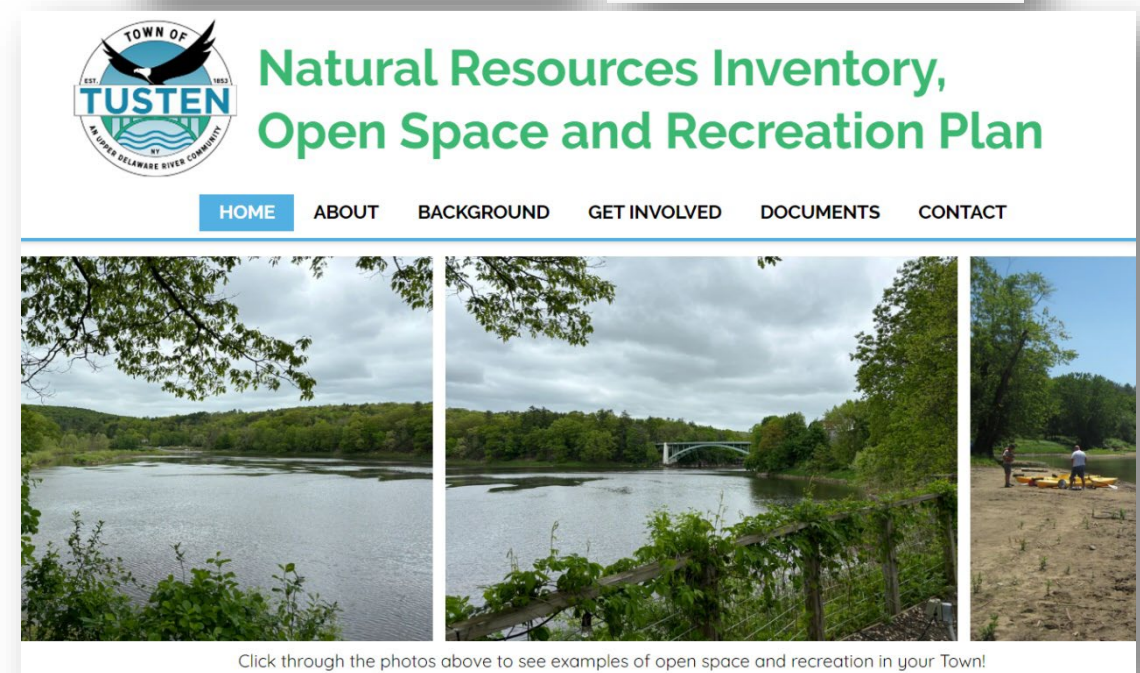 TOWN OF
EST. 1853
TUSTEN
NY
AN UPPER DELAWARE RIVER COMMUNITY
Natural Resources Inventory,
Open Space and Recreation Plan
HOME ABOUT BACKGROUND GET INVOLVED DOCUMENTS CONTACT
Click through the photos above to see examples of open space and recreation in your Town!